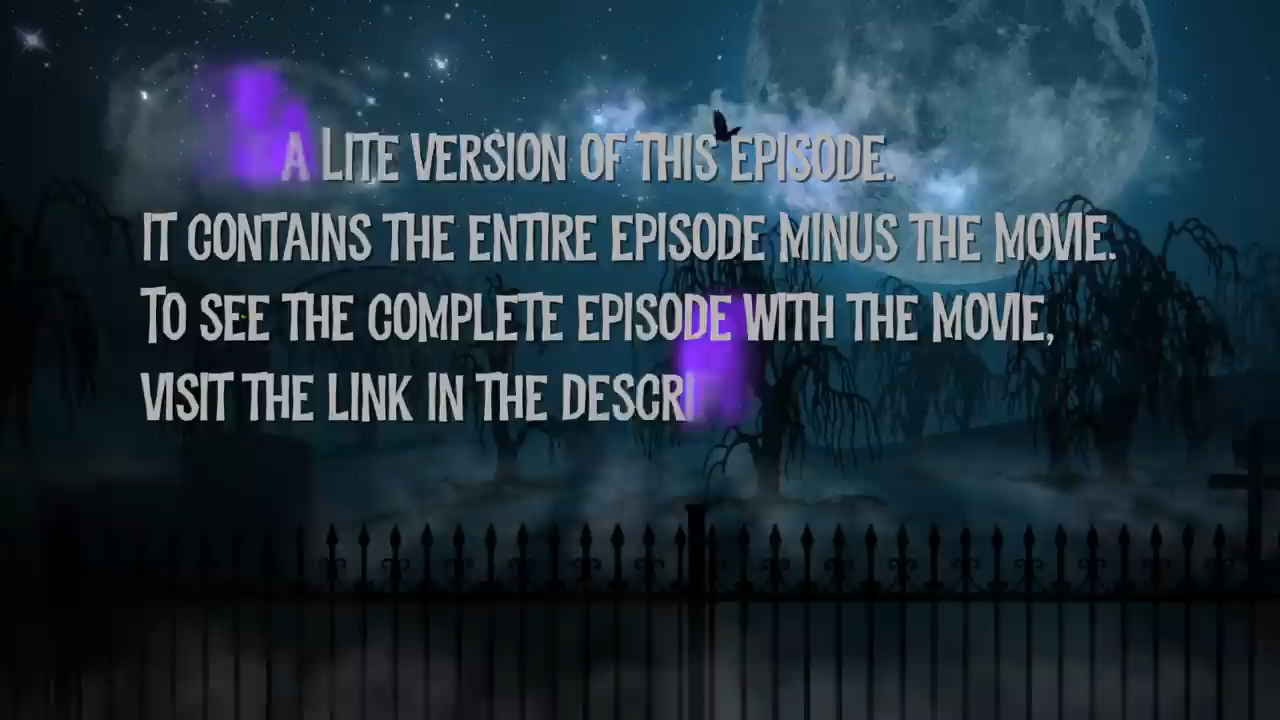 A LITE VERSION OF THIS EPISODE.
IT CONTAINS THE ENTIRE EPISODE MINUS THE MOVIE.
TO SEE THE COMPLETE EPISODE WITH THE MOVIE,
VISIT THE LINK IN THE